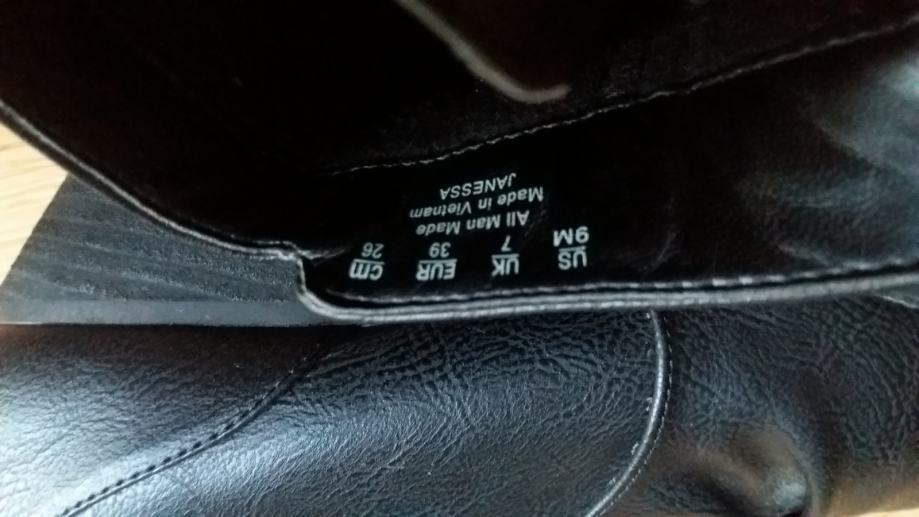 US UK EUR cm
9M 7 39 26
All Man Made
Made in Vietnam
JANESSA